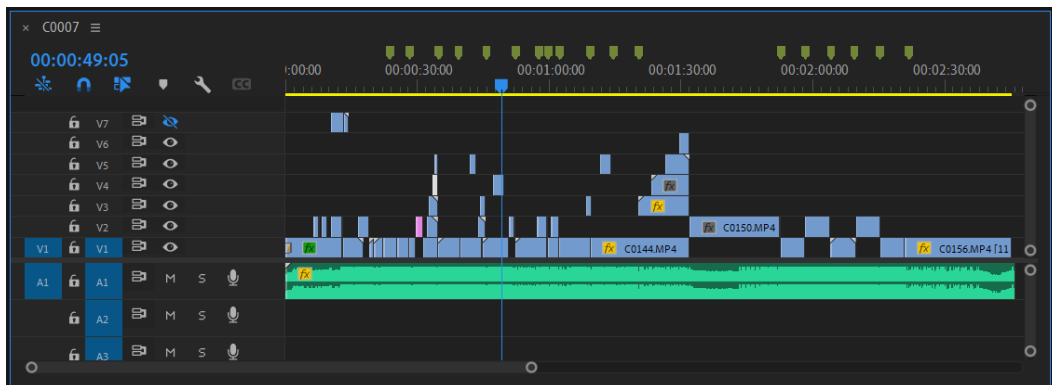 × C0007 ≡
00:00:49:05
:00:00 00:00:30:00 00:01:00:00 00:01:30:00 00:02:00:00 00:02:30:00
V7
V6
V5
V4 fx
V3 fx
V2 fx C0150.MP4
V1 V1 fx fx C0144.MP4 fx C0156.MP4 [11
A1 A1 M S fx
A2 M S
A3 M S